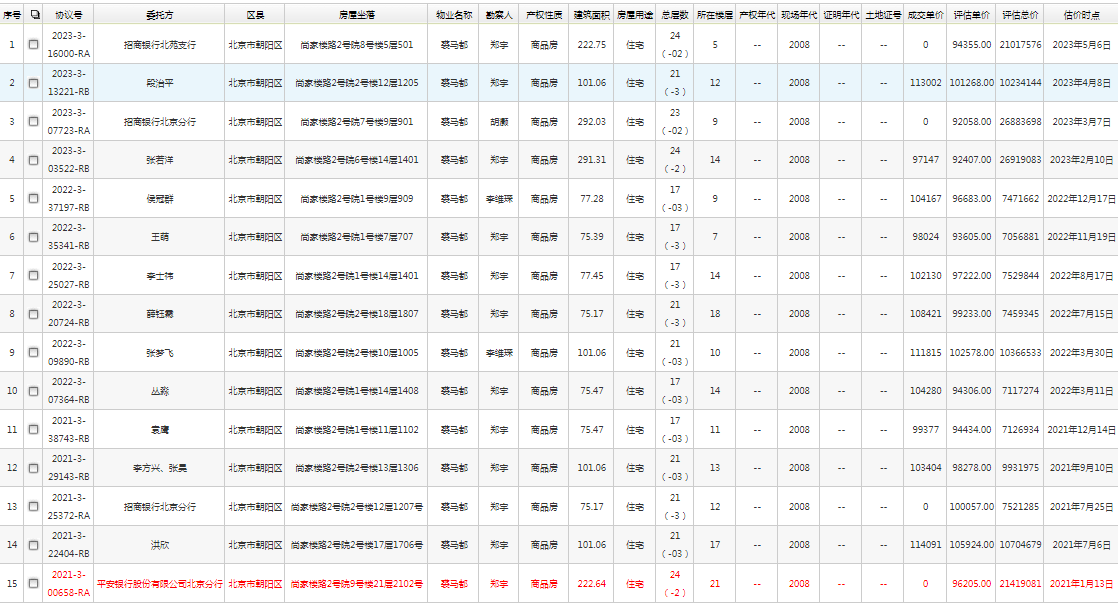 序号 协议号 委托方 区县 房屋坐落 物业名称 勘察人 产权性质 建筑面积 房屋用途 总层数 所在楼层 产权年代 现场年代 证明年代 土地证号 成交单价 评估单价 评估总价 估价时点
1 2023-3-16000-RA 招商银行北苑支行 北京市朝阳区 尚家楼路2号院8号楼5层501 裘马都 郑宇 商品房 222.75 住宅 24(-02) 5 -- 2008 -- -- 0 94355.00 21017576 2023年5月6日
2 2023-3-13221-RB 段治平 北京市朝阳区 尚家楼路2号院2号楼12层1205 裘马都 郑宇 商品房 101.06 住宅 21(-3) 12 -- 2008 -- -- 113002 101268.00 10234144 2023年4月8日
3 2023-3-07723-RA 招商银行北京分行 北京市朝阳区 尚家楼路2号院7号楼9层901 裘马都 胡灏 商品房 292.03 住宅 23(-02) 9 -- 2008 -- -- 0 92058.00 26883698 2023年3月7日
4 2023-3-03522-RB 张若洋 北京市朝阳区 尚家楼路2号院6号楼14层1401 裘马都 郑宇 商品房 291.31 住宅 24(-2) 14 -- 2008 -- -- 97147 92407.00 26919083 2023年2月10日
5 2022-3-37197-RB 侯冠群 北京市朝阳区 尚家楼路2号院1号楼9层909 裘马都 李维琛 商品房 77.28 住宅 17(-03) 9 -- 2008 -- -- 104167 96683.00 7471662 2022年12月17日
6 2022-3-35341-RB 王萌 北京市朝阳区 尚家楼路2号院1号楼7层707 裘马都 郑宇 商品房 75.39 住宅 17(-3) 7 -- 2008 -- -- 98024 93605.00 7056881 2022年11月19日
7 2022-3-25027-RB 李士祎 北京市朝阳区 尚家楼路2号院1号楼14层1401 裘马都 郑宇 商品房 77.45 住宅 17(-3) 14 -- 2008 -- -- 102130 97222.00 7529844 2022年8月17日
8 2022-3-20724-RB 薛钰霖 北京市朝阳区 尚家楼路2号院2号楼18层1807 裘马都 郑宇 商品房 75.17 住宅 21(-3) 18 -- 2008 -- -- 108421 99233.00 7459345 2022年7月15日
9 2022-3-09890-RB 张梦飞 北京市朝阳区 尚家楼路2号院2号楼10层1005 裘马都 李维琛 商品房 101.06 住宅 21(-03) 10 -- 2008 -- -- 111815 102578.00 10366533 2022年3月30日
10 2022-3-07364-RB 丛淼 北京市朝阳区 尚家楼路2号院1号楼14层1408 裘马都 郑宇 商品房 75.47 住宅 17(-03) 14 -- 2008 -- -- 104280 94306.00 7117274 2022年3月11日
11 2021-3-38743-RB 袁鹰 北京市朝阳区 尚家楼路2号院1号楼11层1102 裘马都 郑宇 商品房 75.47 住宅 17(-03) 11 -- 2008 -- -- 99377 94434.00 7126934 2021年12月14日
12 2021-3-29143-RB 李方兴、张昊 北京市朝阳区 尚家楼路2号院2号楼13层1306 裘马都 郑宇 商品房 101.06 住宅 21(-03) 13 -- 2008 -- -- 103404 98278.00 9931975 2021年9月10日
13 2021-3-25372-RA 招商银行北京分行 北京市朝阳区 尚家楼路2号院2号楼12层1207号 裘马都 郑宇 商品房 75.17 住宅 21(-3) 12 -- 2008 -- -- 0 100057.00 7521285 2021年7月25日
14 2021-3-22404-RB 洪欣 北京市朝阳区 尚家楼路2号院2号楼17层1706号 裘马都 郑宇 商品房 101.06 住宅 21(-03) 17 -- 2008 -- -- 114091 105924.00 10704679 2021年7月6日
15 2021-3-00658-RA 平安银行股份有限公司北京分行 北京市朝阳区 尚家楼路2号院9号楼21层2102号 裘马都 郑宇 商品房 222.64 住宅 24(-2) 21 -- 2008 -- -- 0 96205.00 21419081 2021年1月13日